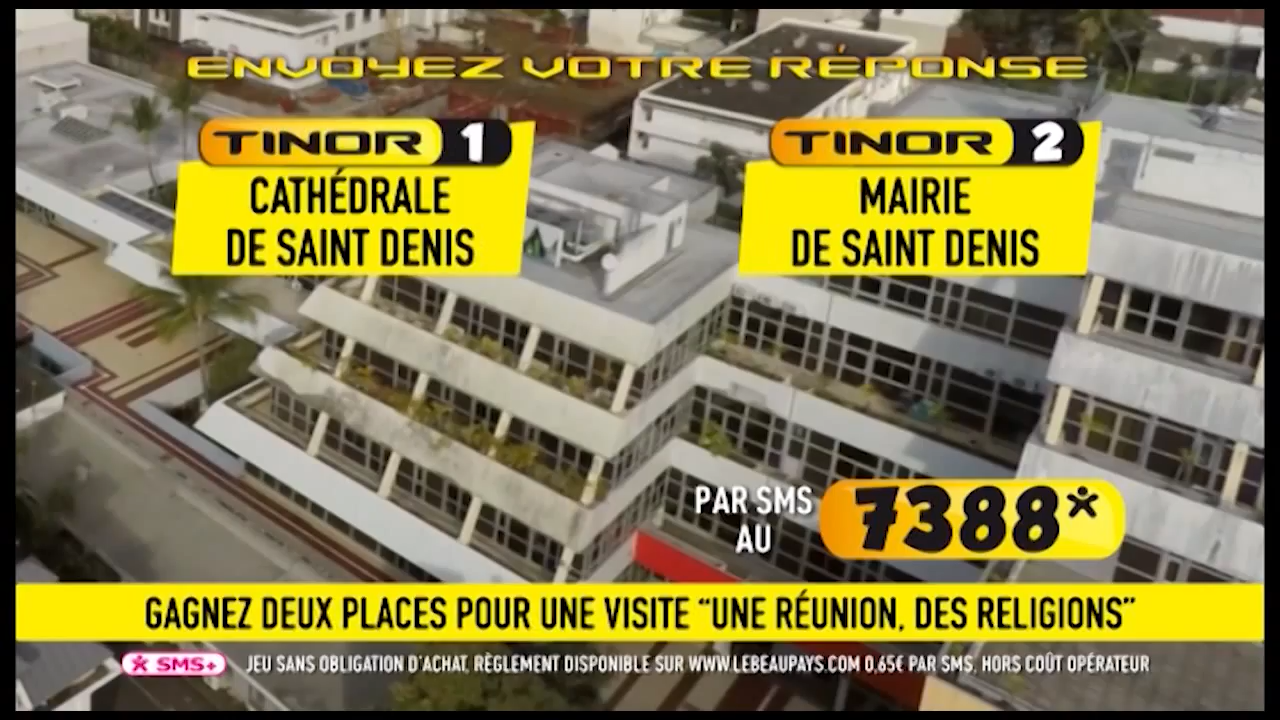 ENVOYEZ VOTRE RÉPONSE
TINOR 1
CATHÉDRALE
DE SAINT DENIS
TINOR 2
MAIRIE
DE SAINT DENIS
PAR SMS
AU
7388*
GAGNEZ DEUX PLACES POUR UNE VISITE “UNE RÉUNION, DES RELIGIONS”
SMS+ JEU SANS OBLIGATION D'ACHAT, RÈGLEMENT DISPONIBLE SUR WWW.LEBEAUPAYS.COM 0,65€ PAR SMS, HORS COÛT OPÉRATEUR